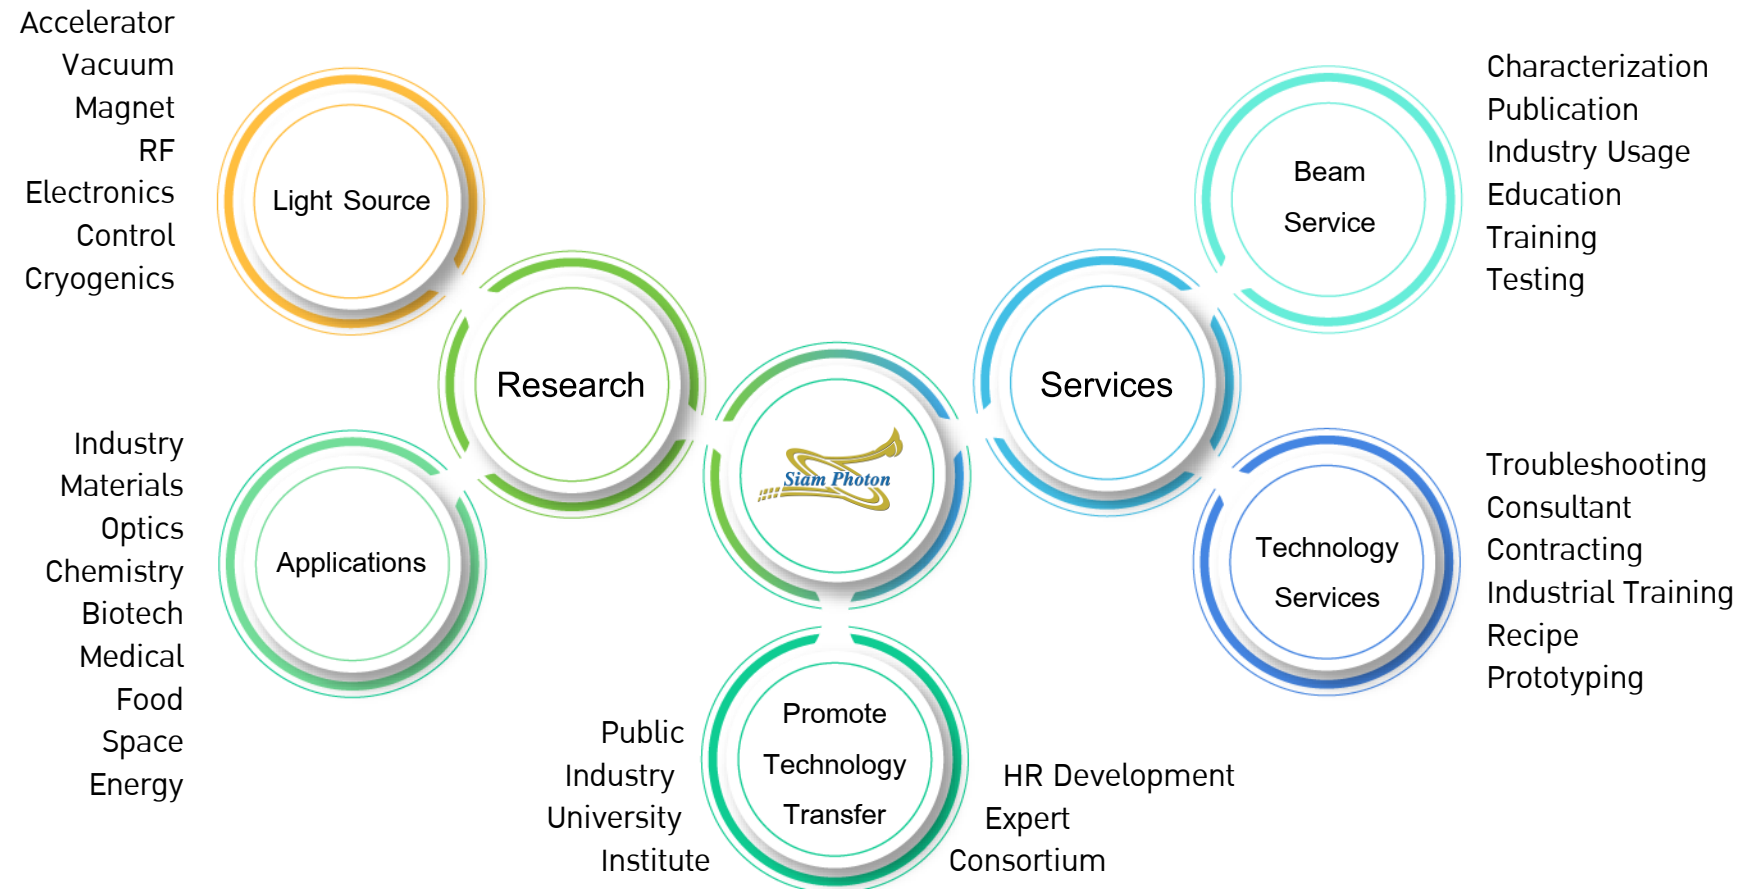 Accelerator
Vacuum
Magnet
RF
Electronics
Control
Cryogenics
Light Source
Research
Industry
Materials
Optics
Chemistry
Biotech
Medical
Food
Space
Energy
Applications
Siam Photon
Services
Beam
Service
Characterization
Publication
Industry Usage
Education
Training
Testing
Technology
Services
Troubleshooting
Consultant
Contracting
Industrial Training
Recipe
Prototyping
Promote
Technology
Transfer
Public
Industry
University
Institute
HR Development
Expert
Consortium